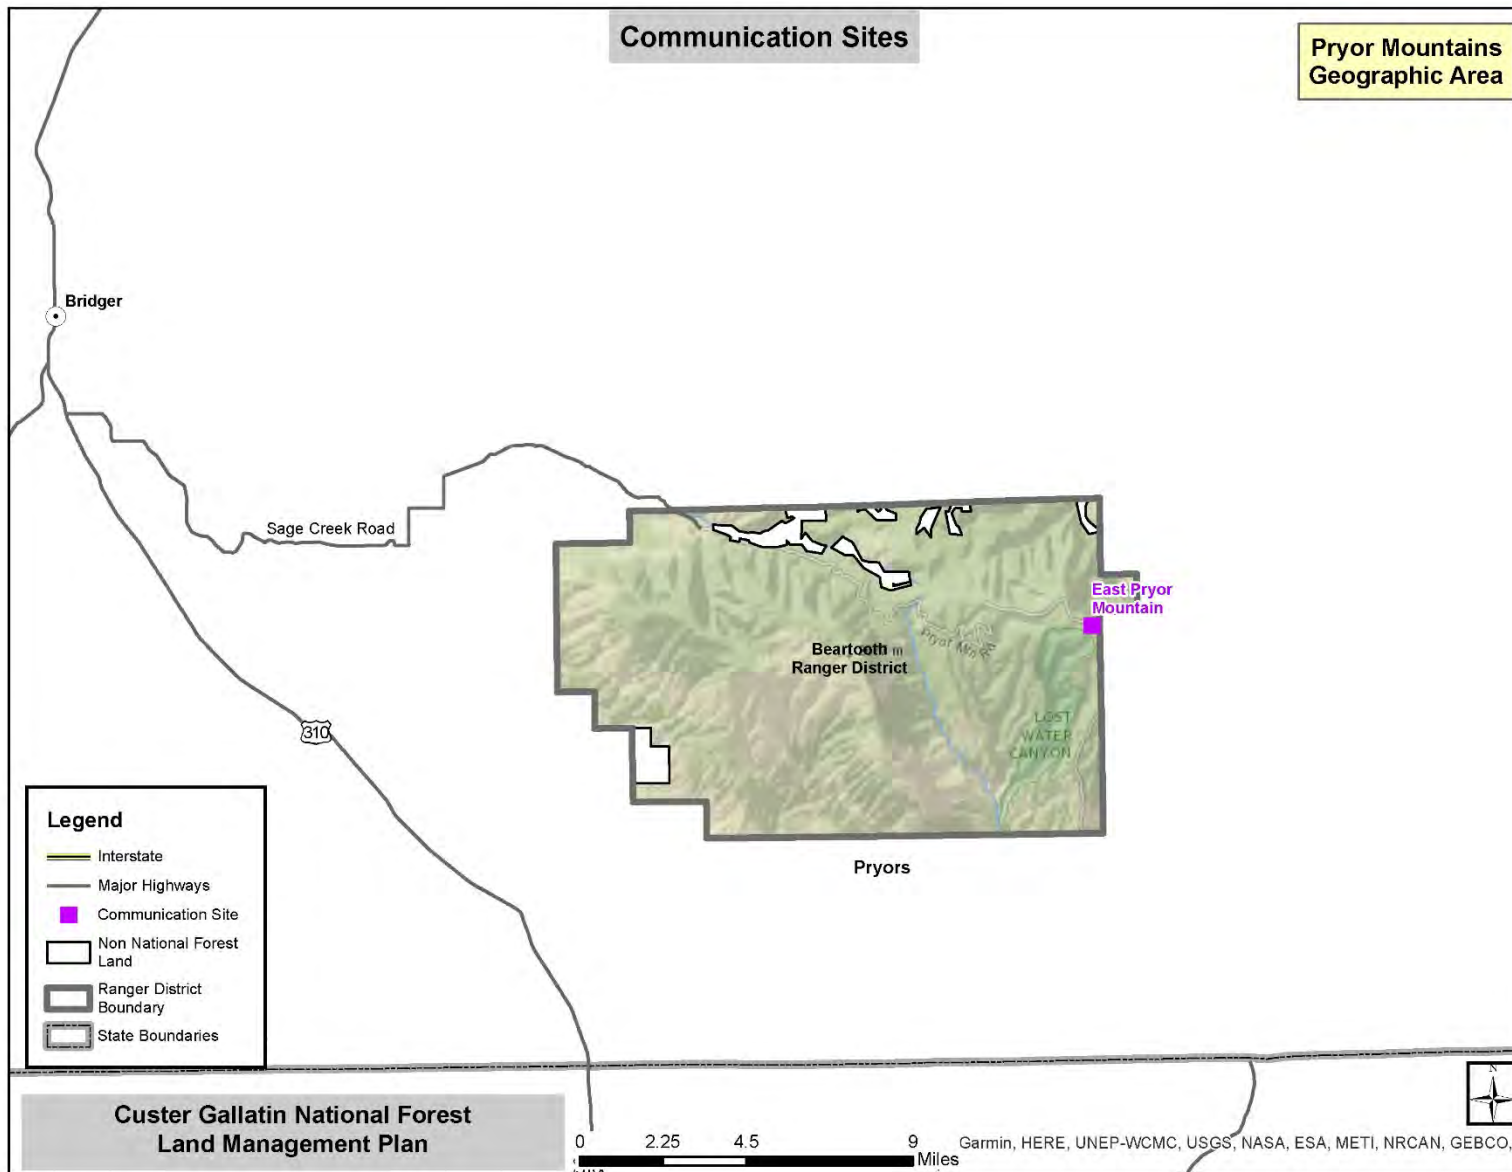 Communication Sites
Pryor Mountains
Geographic Area
Bridger
Sage Creek Road
East Pryor
Mountain
Pryor Mtn Rd
Beartooth
Ranger District
LOST
WATER
CANYON
310
Pryors
Legend
Interstate
Major Highways
Communication Site
Non National Forest
Land
Ranger District
Boundary
State Boundaries
N
Custer Gallatin National Forest
Land Management Plan
0 2.25 4.5 9
Miles
Garmin, HERE, UNEP-WCMC, USGS, NASA, ESA, METI, NRCAN, GEBCO,